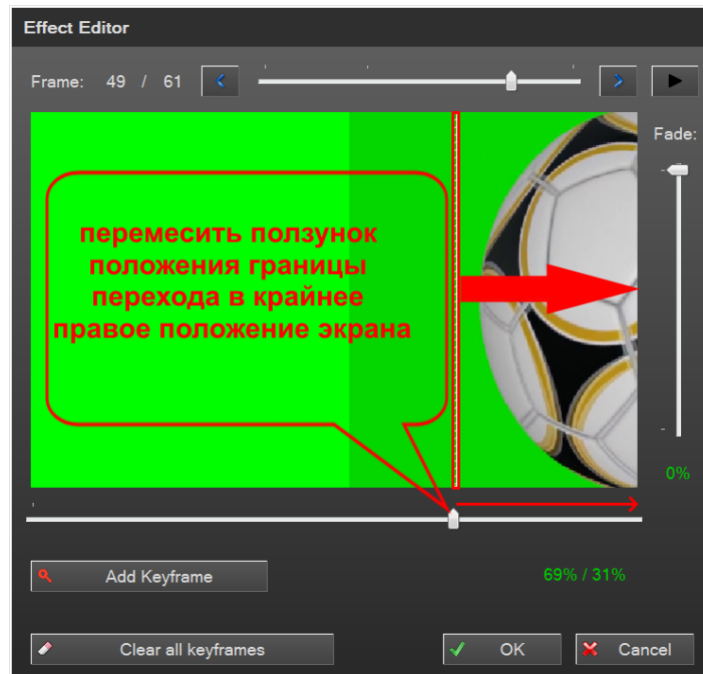 Effect Editor
Frame: 49 / 61
Fade:
перемесить ползунок
положения границы
перехода в крайнее
правое положение экрана
0%
Add Keyframe
69% / 31%
Clear all keyframes
OK
Cancel